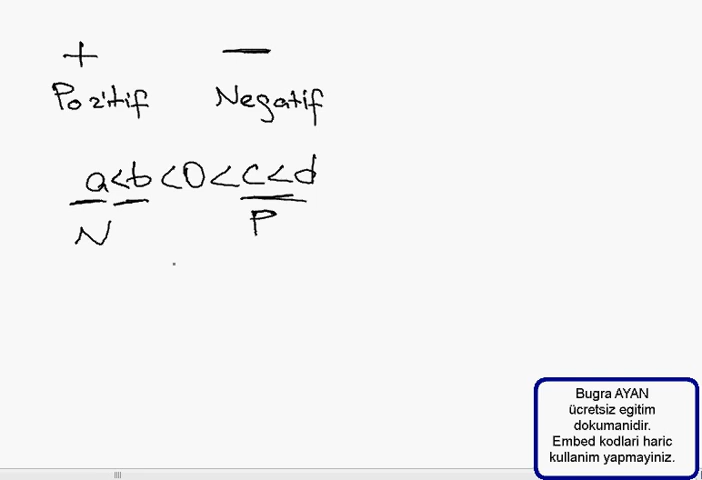 + —
Pozitif Negatif
a<b<0<c<d
N P
Bugra AYAN
ücretsiz egitim
dokumanidir.
Embed kodlari haric
kullanim yapmayiniz.